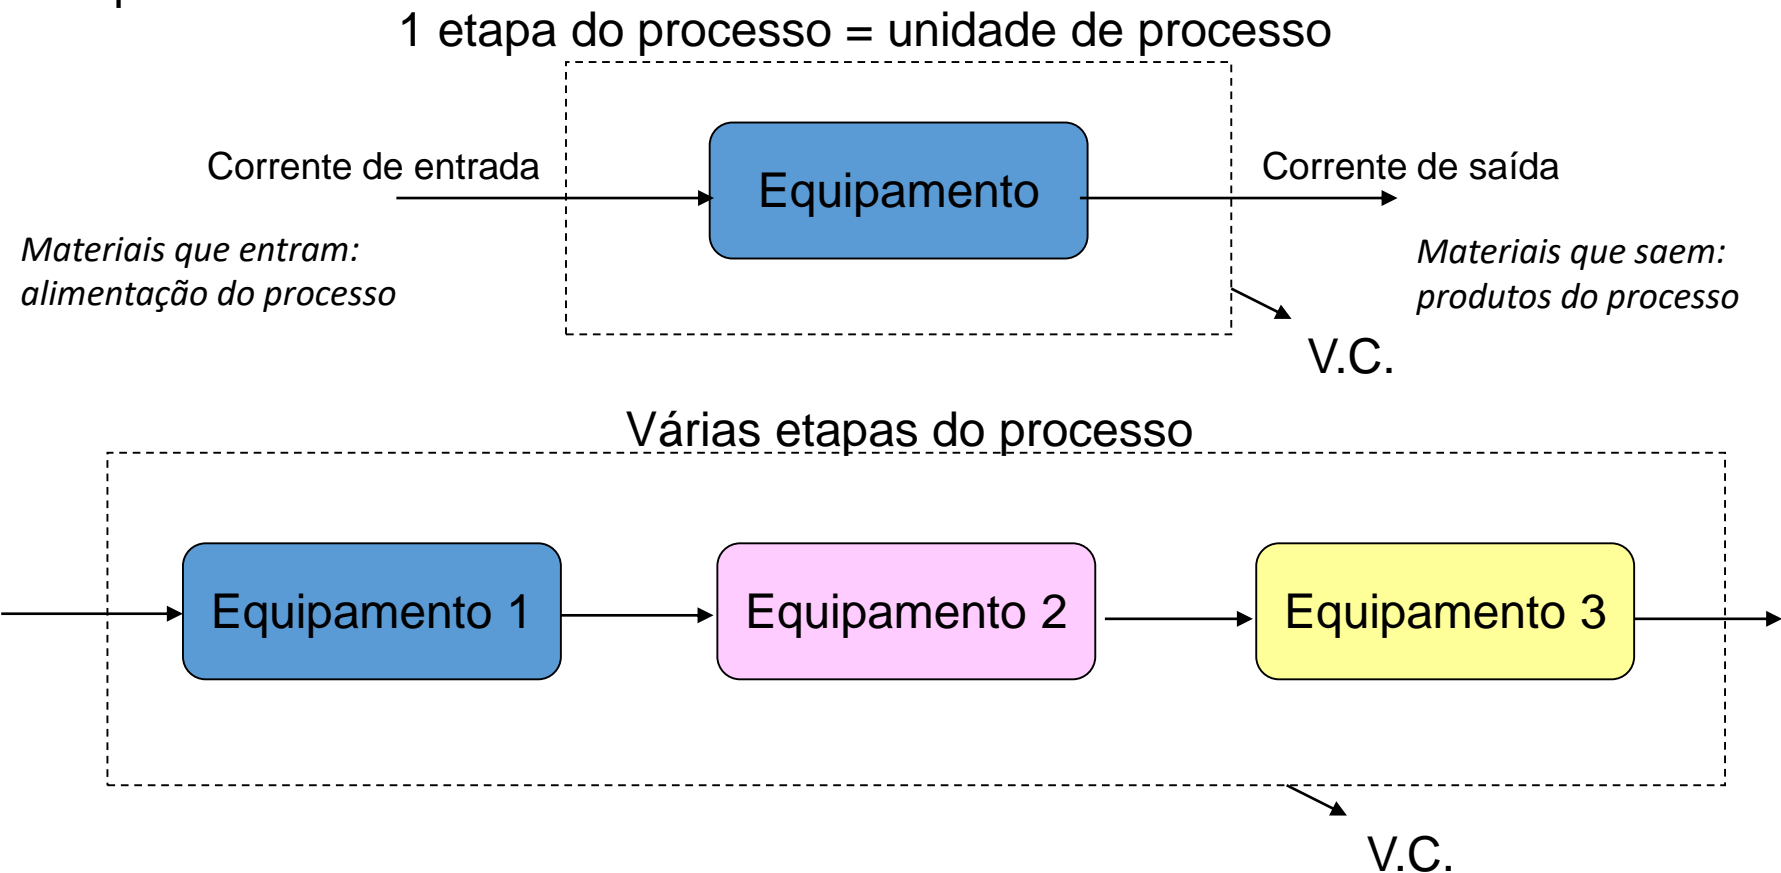 1 etapa do processo = unidade de processo
Corrente de entrada
Equipamento
Corrente de saída
Materiais que entram:
alimentação do processo
Materiais que saem:
produtos do processo
V.C.
Várias etapas do processo
Equipamento 1
Equipamento 2
Equipamento 3
V.C.